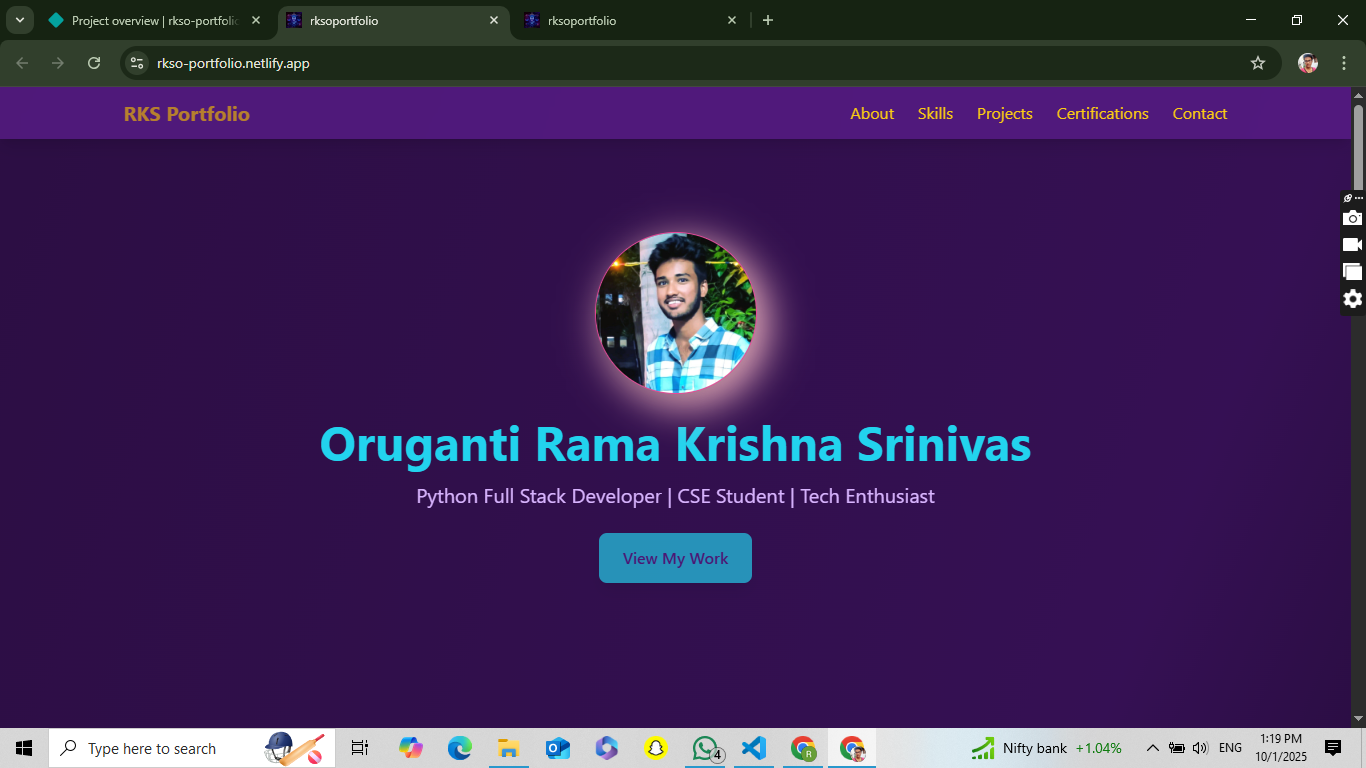 Project overview | rkso-portfolio
rksoportfolio
rksoportfolio
rkso-portfolio.netlify.app
RKS Portfolio
About
Skills
Projects
Certifications
Contact
Oruganti Rama Krishna Srinivas
Python Full Stack Developer | CSE Student | Tech Enthusiast
View My Work
Type here to search
4
R
Nifty bank +1.04%
ENG
1:19 PM
10/1/2025